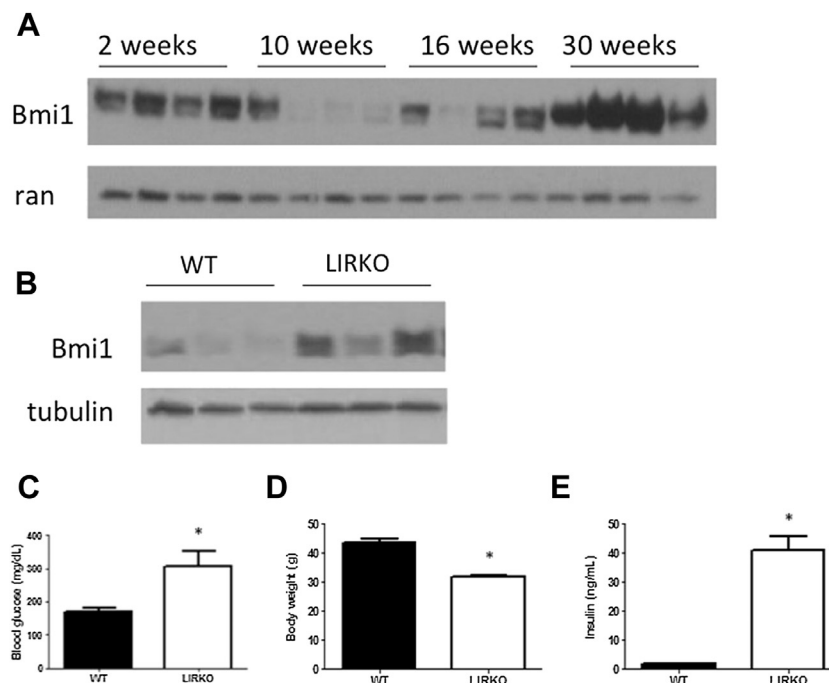 A
2 weeks 10 weeks 16 weeks 30 weeks
Bmi1
ran
B
WT LIRKO
Bmi1
tubulin
C
Blood glucose (mg/dL)
400
300
200
100
0
*
WT LIRKO
D
Body weight (g)
50
40
30
20
10
0
*
WT LIRKO
E
Insulin (ng/mL)
50
40
30
20
10
0
*
WT LIRKO